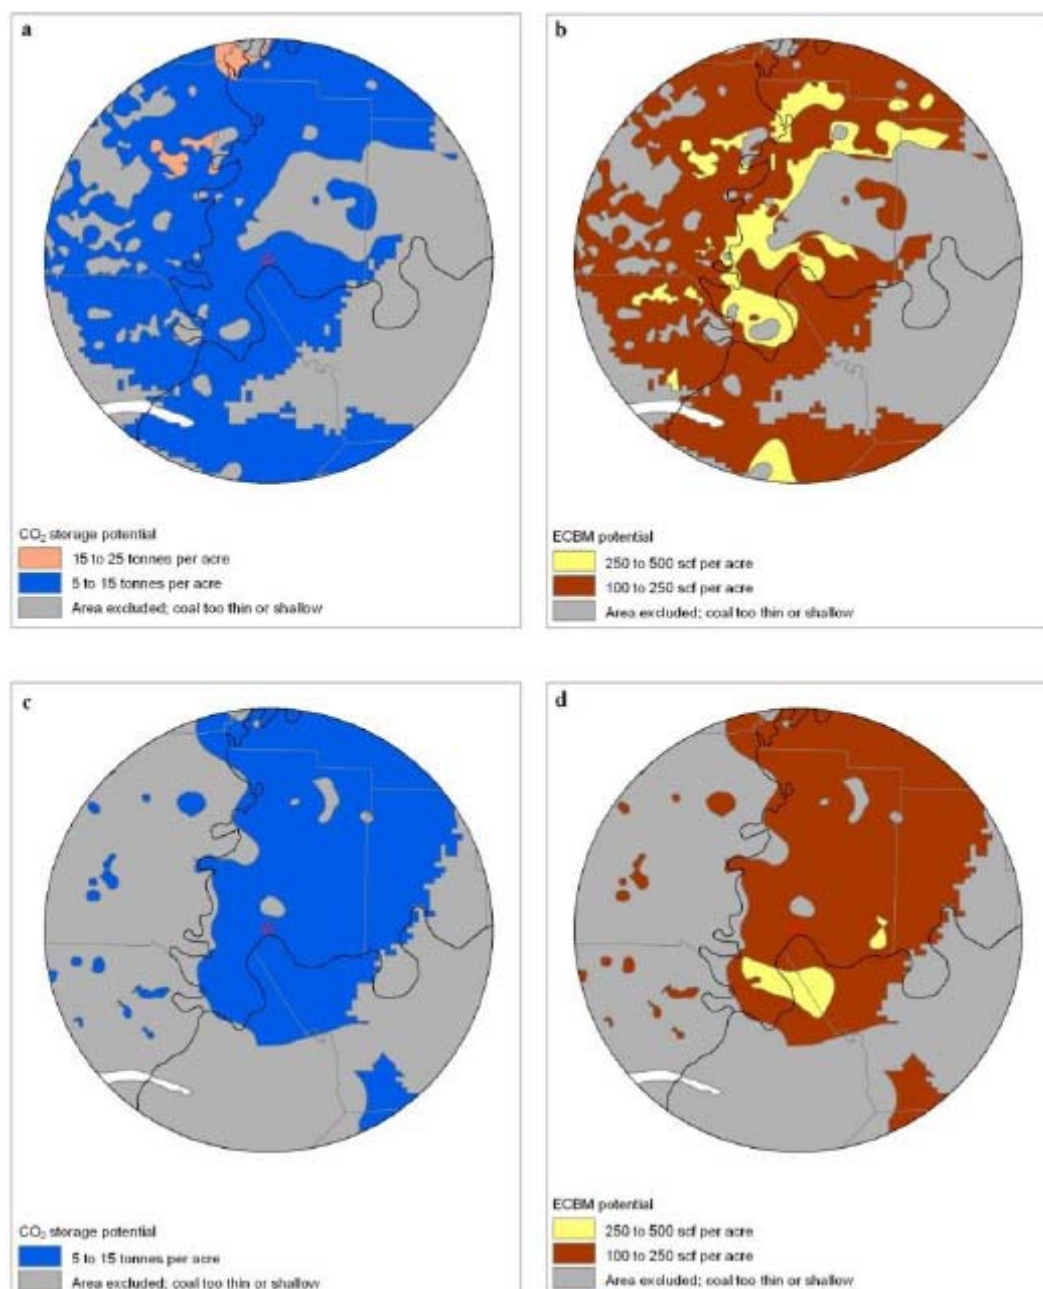 a
CO₂ storage potential
15 to 25 tonnes per acre
5 to 15 tonnes per acre
Area excluded; coal too thin or shallow
b
ECBM potential
250 to 500 scf per acre
100 to 250 scf per acre
Area excluded; coal too thin or shallow
c
CO₂ storage potential
5 to 15 tonnes per acre
Area excluded; coal too thin or shallow
d
ECBM potential
250 to 500 scf per acre
100 to 250 scf per acre
Area excluded; coal too thin or shallow